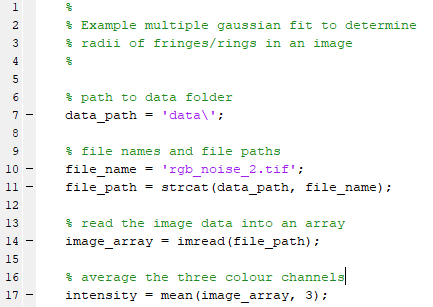 1 %
2 % Example multiple gaussian fit to determine
3 % radii of fringes/rings in an image
4 %
5
6 % path to data folder
7 – data_path = 'data\';
8
9 % file names and file paths
10 – file_name = 'rgb_noise_2.tif';
11 – file_path = strcat(data_path, file_name);
12
13 % read the image data into an array
14 – image_array = imread(file_path);
15
16 % average the three colour channels
17 – intensity = mean(image_array, 3);